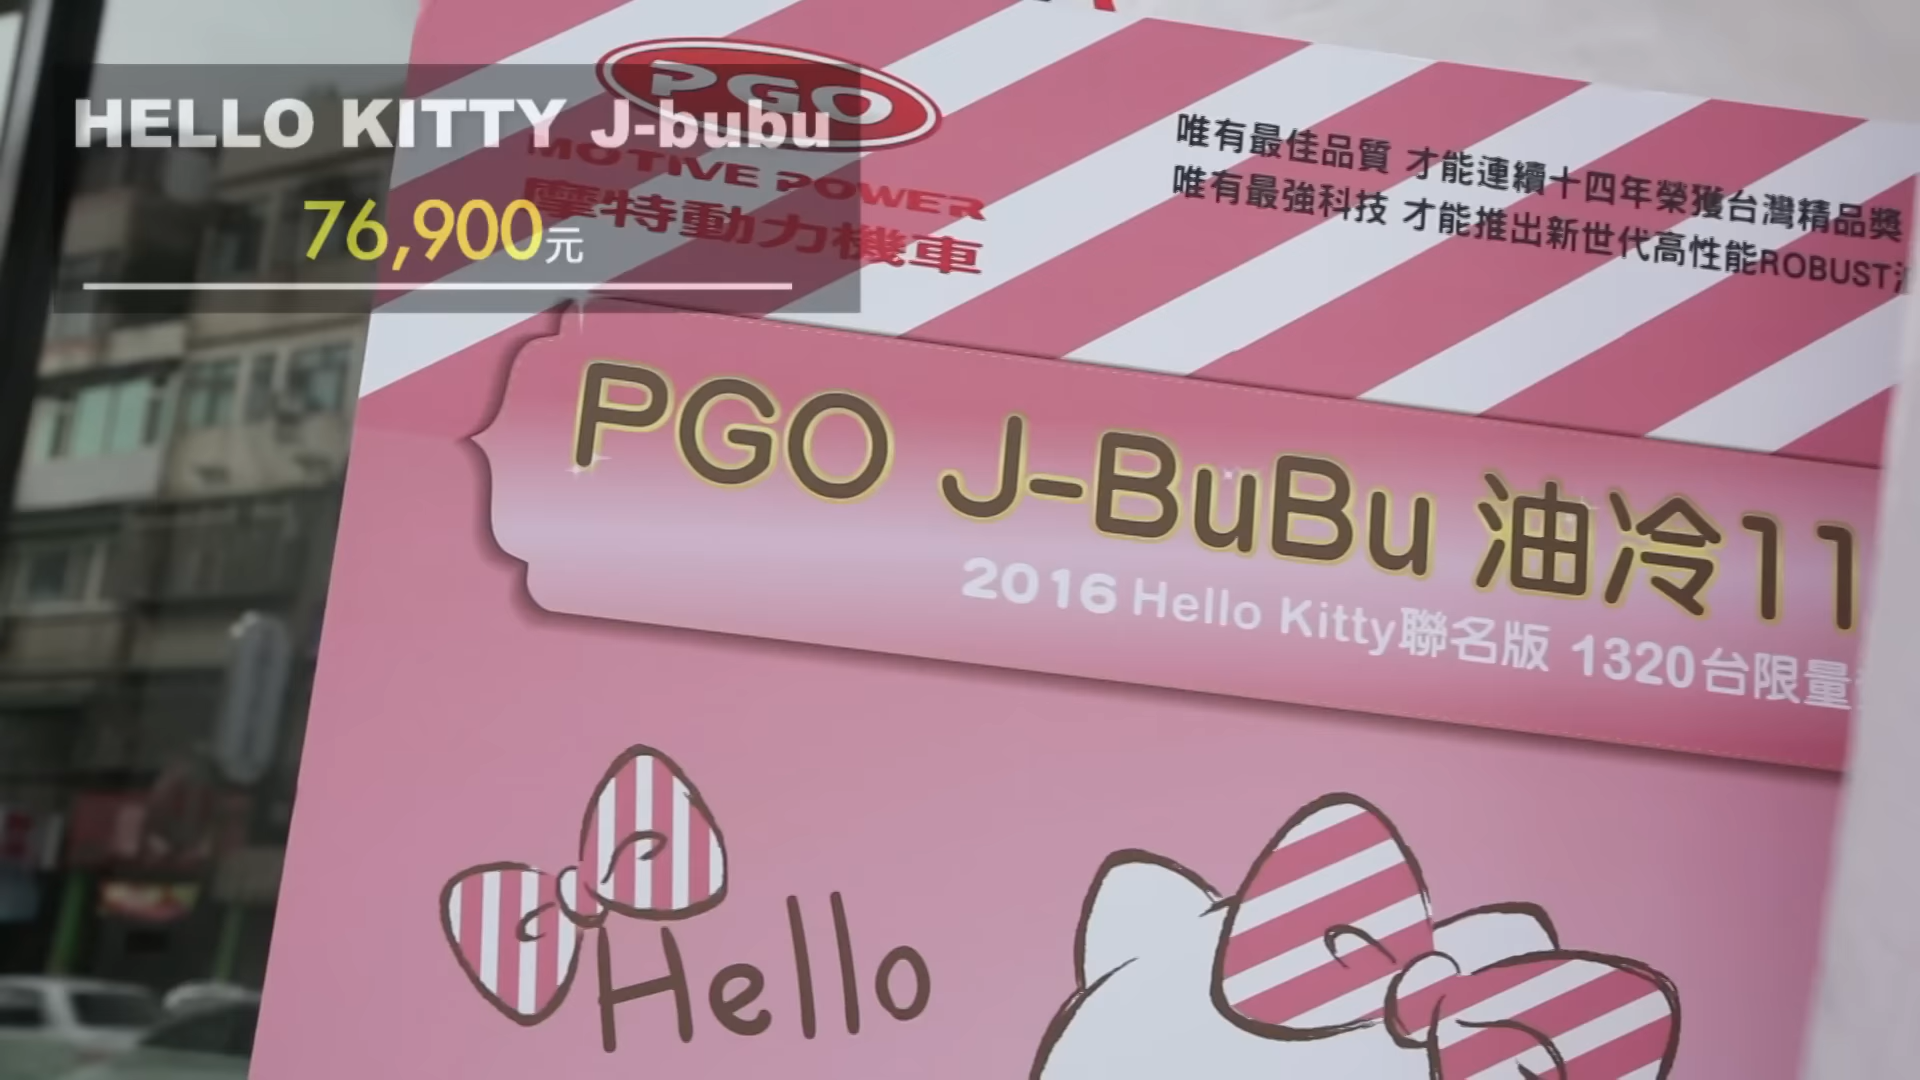 HELLO KITTY J-bubu
76,900元
PGO
MOTIVE POWER
摩特動力機車
唯有最佳品質 才能連續十四年榮獲台灣精品獎
唯有最強科技 才能推出新世代高性能ROBUST
PGO J-BuBu 油冷11
2016 Hello Kitty聯名版 1320台限量
Hello